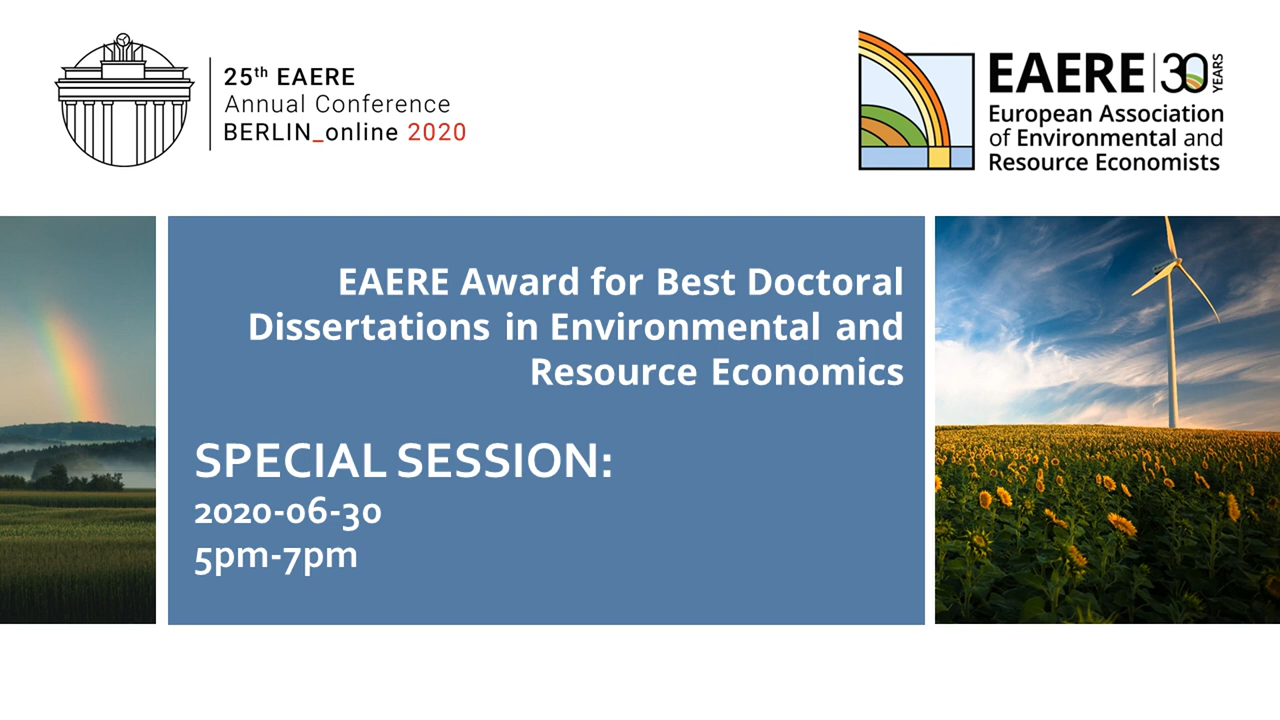 25th EAERE
Annual Conference
BERLIN_online 2020
EAERE | 30 YEARS
European Association
of Environmental and
Resource Economists
EAERE Award for Best Doctoral
Dissertations in Environmental and
Resource Economics
SPECIAL SESSION:
2020-06-30
5pm-7pm